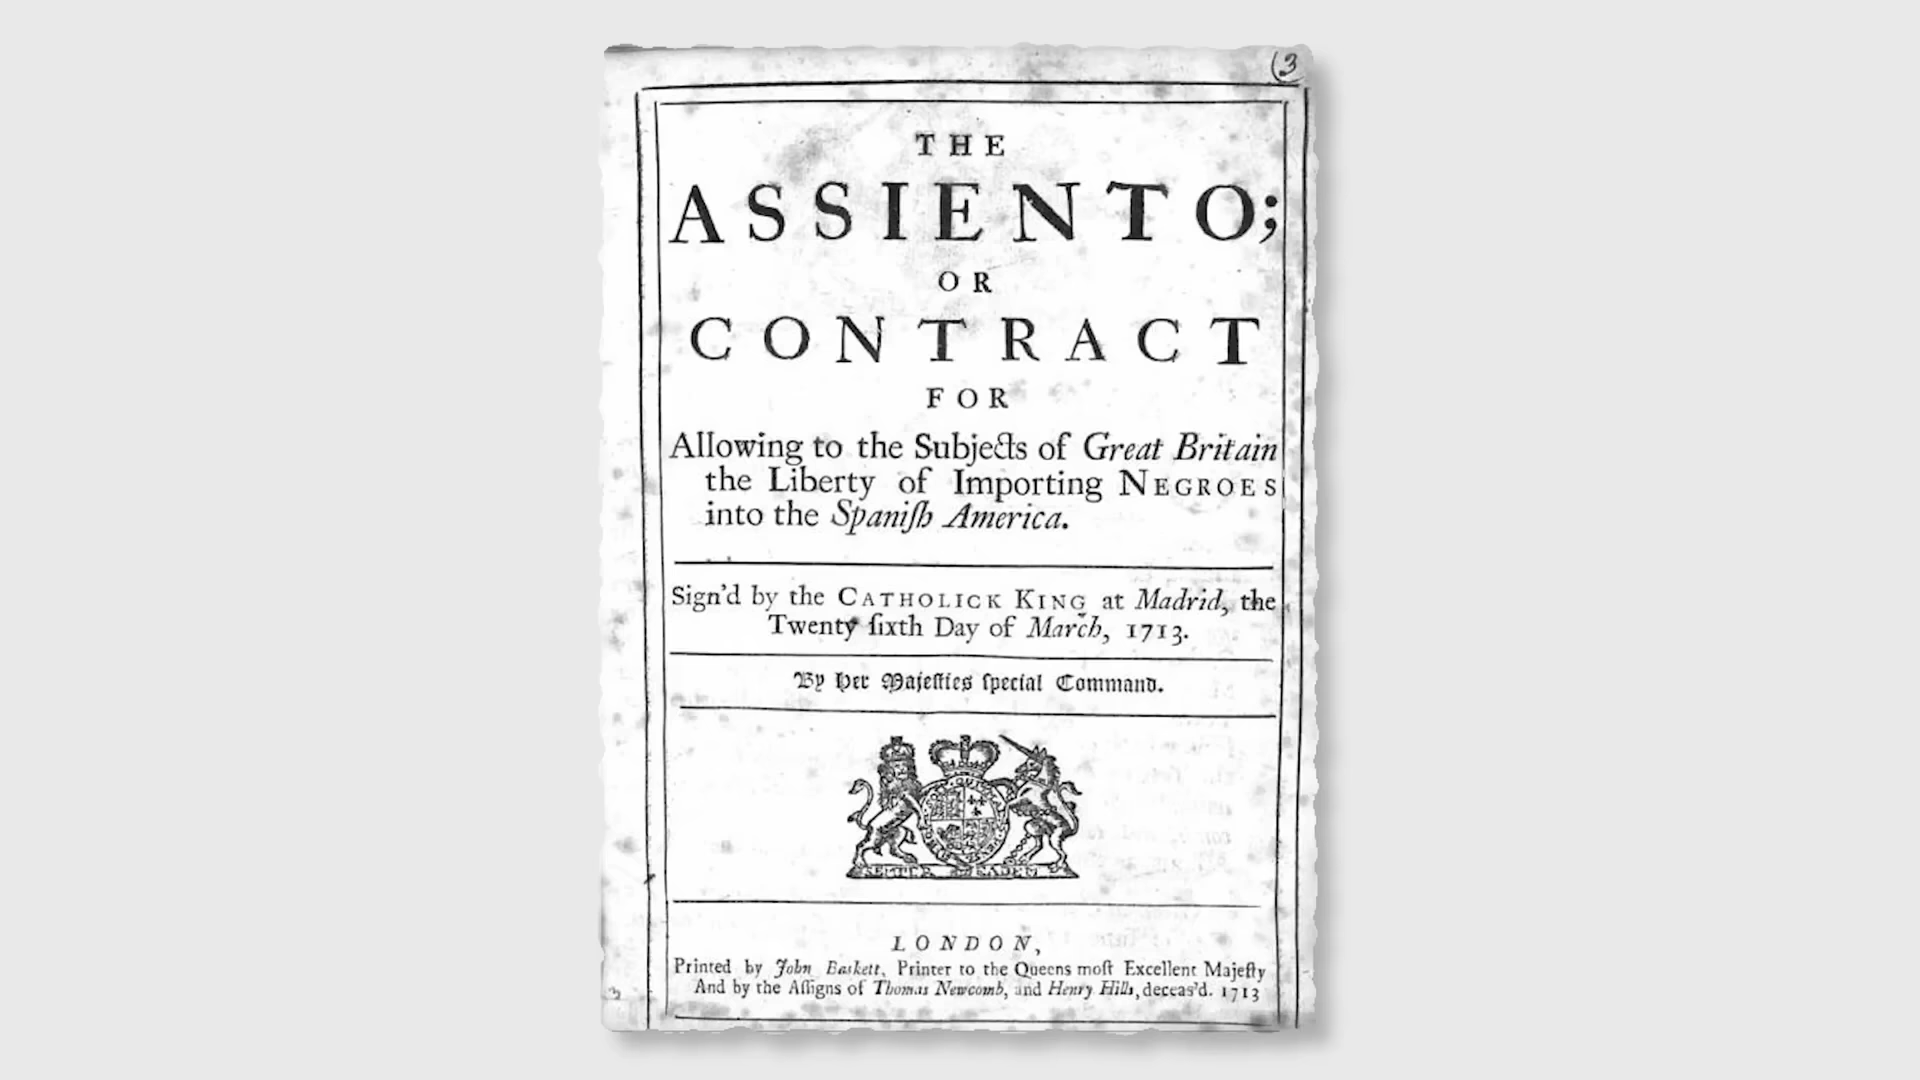 (3
THE
ASSIENTO;
OR
CONTRACT
FOR
Allowing to the Subjects of Great Britain
the Liberty of Importing NEGROES
into the Spaniſh America.
Sign'd by the CATHOLICK KING at Madrid, the
Twenty ſixth Day of March, 1713.
By Her Majeſties ſpecial Command.
SEMPER EADEM
LONDON,
Printed by John Baskett, Printer to the Queens moſt Excellent Majeſty
And by the Aſſigns of Thomas Newcomb, and Henry Hills, deceas'd. 1713